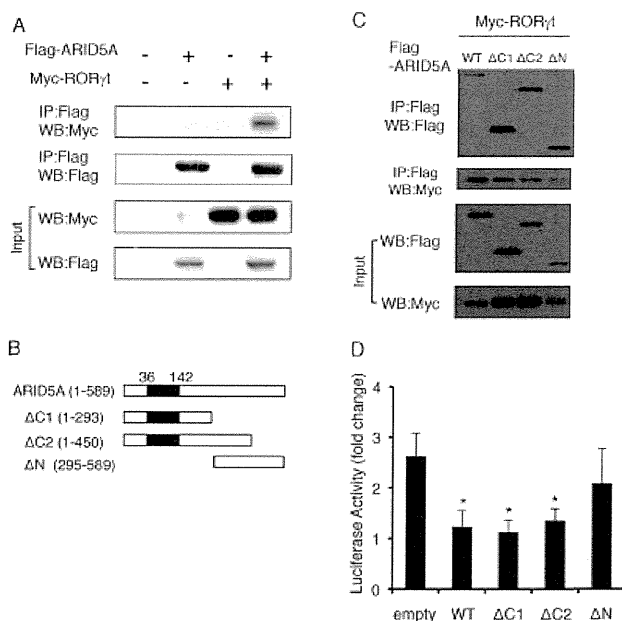 A
Flag-ARID5A - + - +
Myc-RORγt - - + +
IP:Flag
WB:Myc
IP:Flag
WB:Flag
Input
WB:Myc
WB:Flag
B
36 142
ARID5A (1-589)
ΔC1 (1-293)
ΔC2 (1-450)
ΔN (295-589)
C
Myc-RORγt
Flag
-ARID5A
WT ΔC1 ΔC2 ΔN
IP:Flag
WB:Flag
IP:Flag
WB:Myc
Input
WB:Flag
WB:Myc
D
Luciferase Activity (fold change)
4
3
2
1
0
* * *
empty WT ΔC1 ΔC2 ΔN